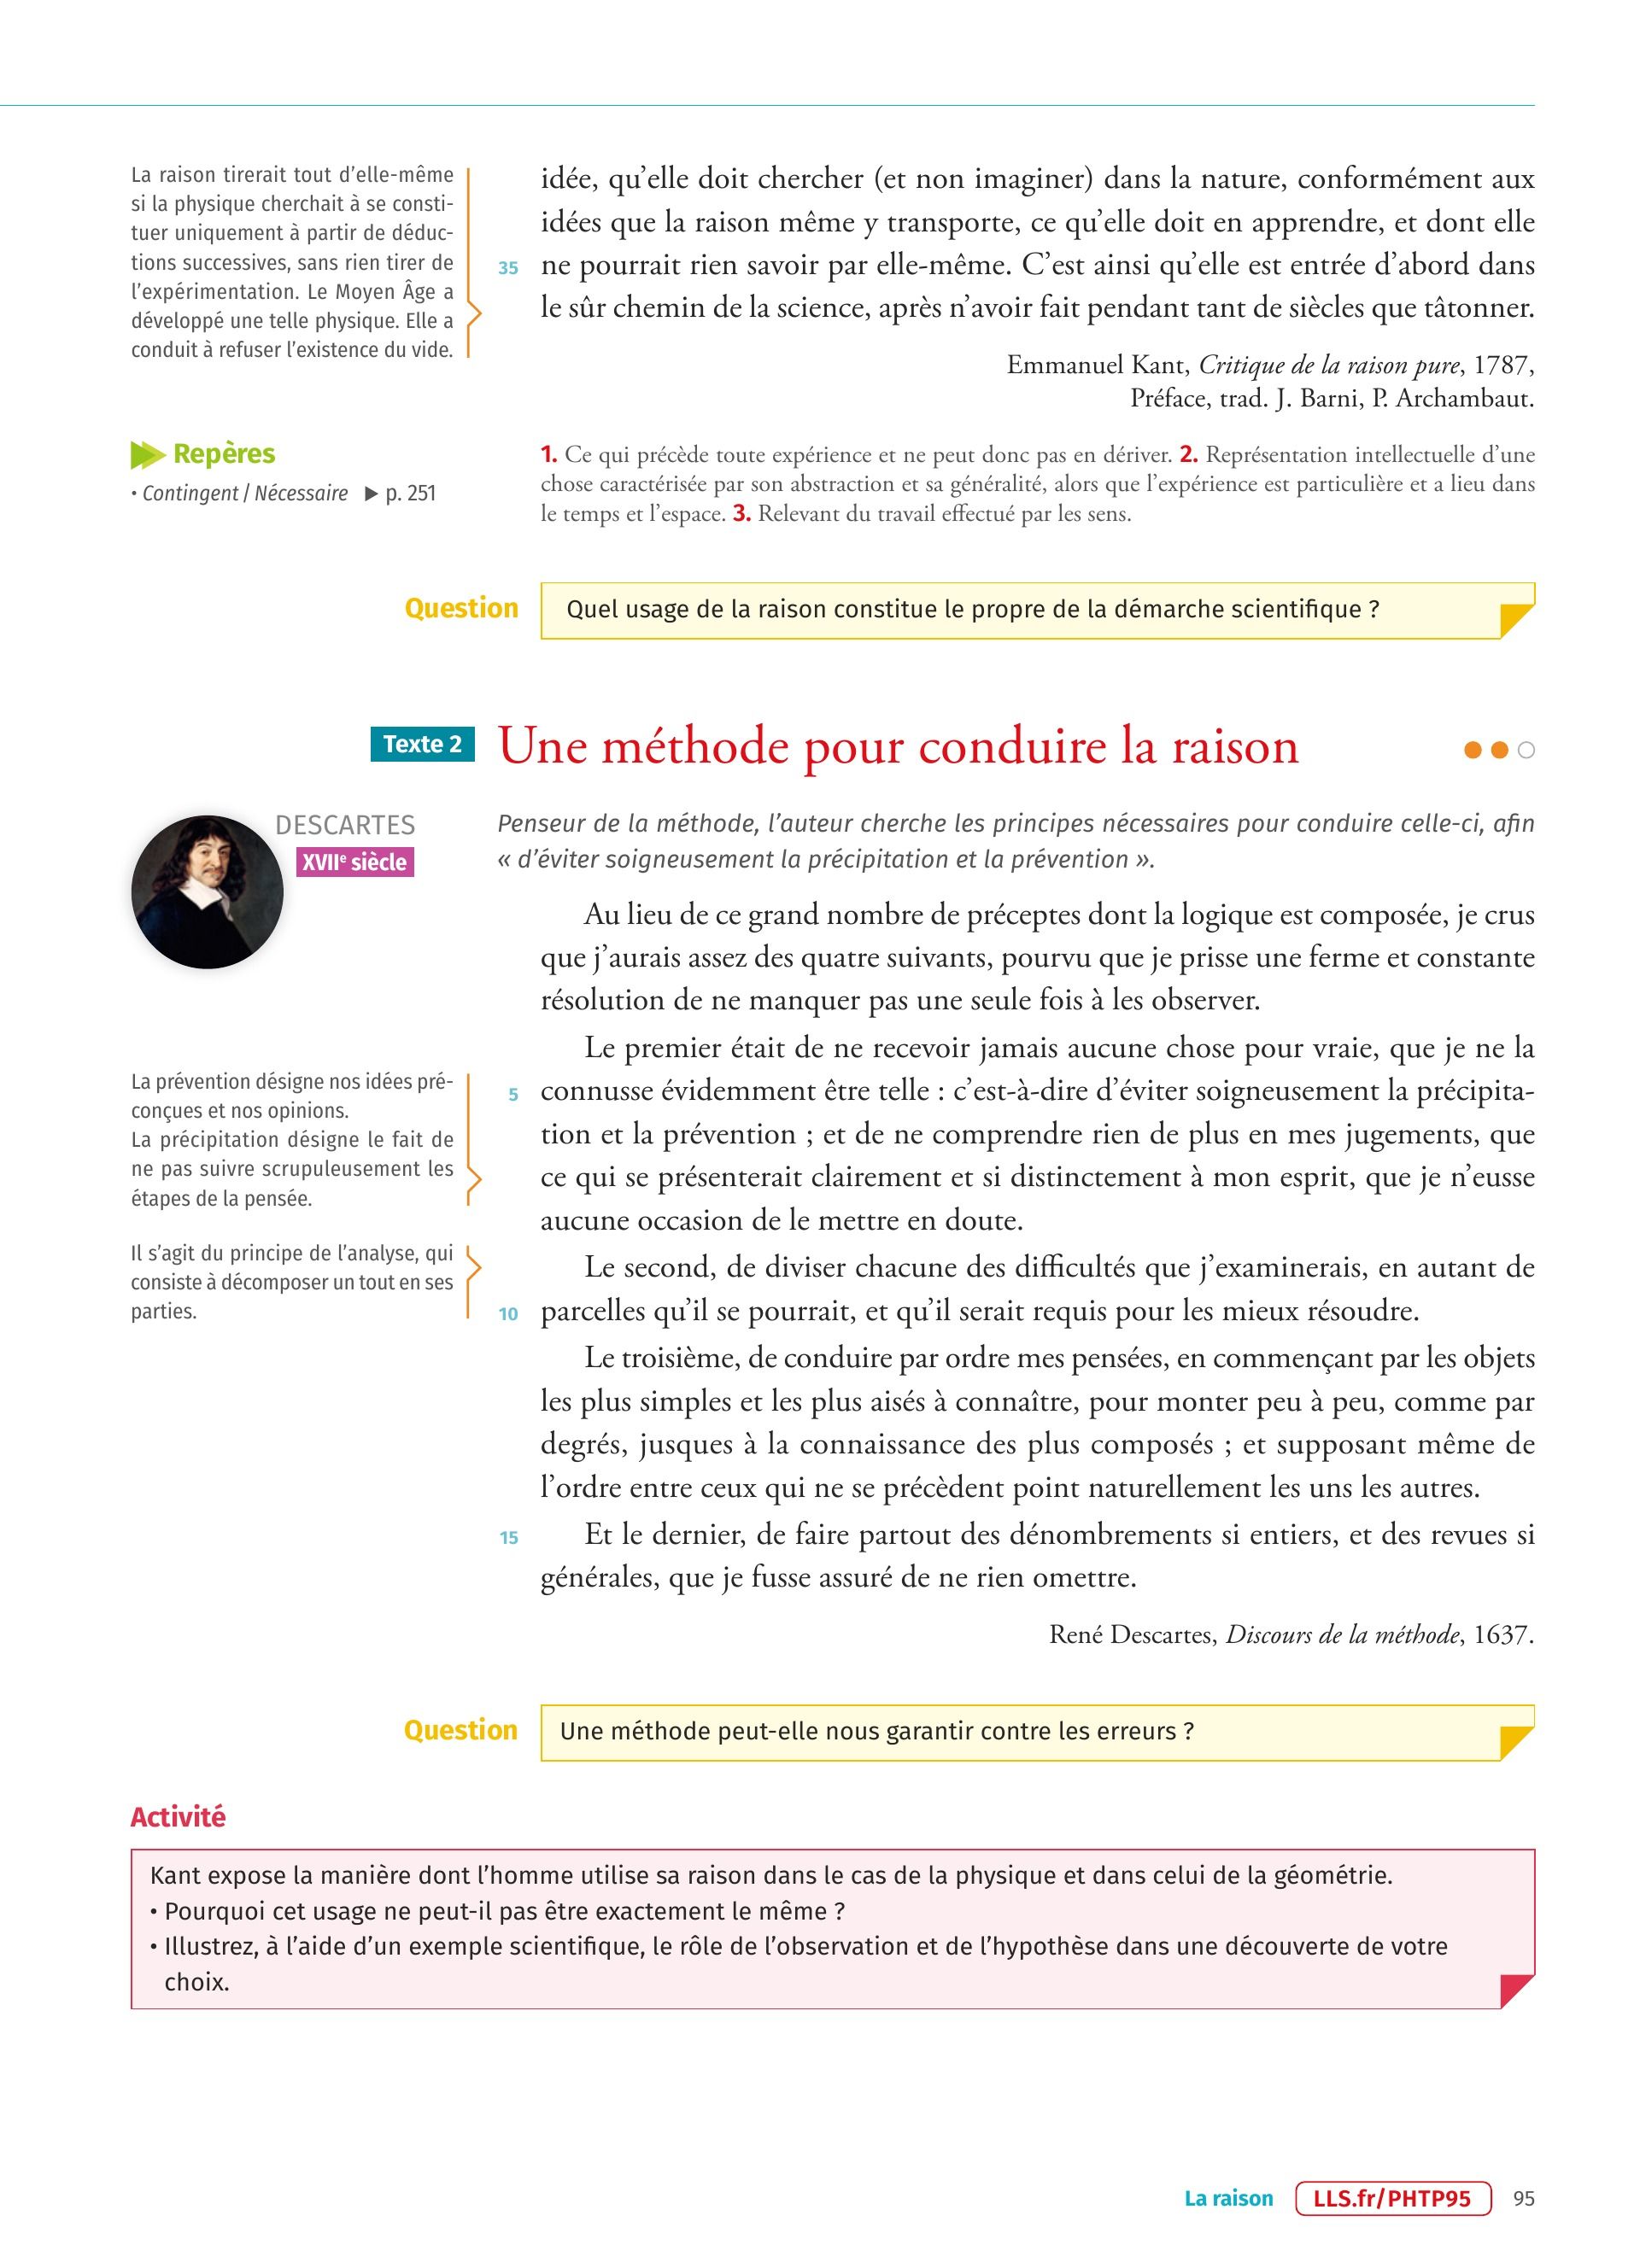 La raison tirerait tout d'elle-même
si la physique cherchait à se consti-
tuer uniquement à partir de déduc-
tions successives, sans rien tirer de
l'expérimentation. Le Moyen Âge a
développé une telle physique. Elle a
conduit à refuser l'existence du vide.
idée, qu'elle doit chercher (et non imaginer) dans la nature, conformément aux
idées que la raison même y transporte, ce qu'elle doit en apprendre, et dont elle
35 ne pourrait rien savoir par elle-même. C'est ainsi qu'elle est entrée d'abord dans
le sûr chemin de la science, après n'avoir fait pendant tant de siècles que tâtonner.
Emmanuel Kant, Critique de la raison pure, 1787,
Préface, trad. J. Barni, P. Archambaut.
Repères
• Contingent / Nécessaire ▶ p. 251
1. Ce qui précède toute expérience et ne peut donc pas en dériver. 2. Représentation intellectuelle d'une
chose caractérisée par son abstraction et sa généralité, alors que l'expérience est particulière et a lieu dans
le temps et l'espace. 3. Relevant du travail effectué par les sens.
Question Quel usage de la raison constitue le propre de la démarche scientifique ?
Texte 2 Une méthode pour conduire la raison
DESCARTES
XVIIe siècle
Penseur de la méthode, l'auteur cherche les principes nécessaires pour conduire celle-ci, afin
« d'éviter soigneusement la précipitation et la prévention ».
Au lieu de ce grand nombre de préceptes dont la logique est composée, je crus
que j'aurais assez des quatre suivants, pourvu que je prisse une ferme et constante
résolution de ne manquer pas une seule fois à les observer.
Le premier était de ne recevoir jamais aucune chose pour vraie, que je ne la
5 connusse évidemment être telle : c'est-à-dire d'éviter soigneusement la précipita-
tion et la prévention ; et de ne comprendre rien de plus en mes jugements, que
ce qui se présenterait clairement et si distinctement à mon esprit, que je n'eusse
aucune occasion de le mettre en doute.
La prévention désigne nos idées pré-
conçues et nos opinions.
La précipitation désigne le fait de
ne pas suivre scrupuleusement les
étapes de la pensée.
Le second, de diviser chacune des difficultés que j'examinerais, en autant de
10 parcelles qu'il se pourrait, et qu'il serait requis pour les mieux résoudre.
Il s'agit du principe de l'analyse, qui
consiste à décomposer un tout en ses
parties.
Le troisième, de conduire par ordre mes pensées, en commençant par les objets
les plus simples et les plus aisés à connaître, pour monter peu à peu, comme par
degrés, jusques à la connaissance des plus composés ; et supposant même de
l'ordre entre ceux qui ne se précèdent point naturellement les uns les autres.
15 Et le dernier, de faire partout des dénombrements si entiers, et des revues si
générales, que je fusse assuré de ne rien omettre.
René Descartes, Discours de la méthode, 1637.
Question Une méthode peut-elle nous garantir contre les erreurs ?
Activité
Kant expose la manière dont l'homme utilise sa raison dans le cas de la physique et dans celui de la géométrie.
• Pourquoi cet usage ne peut-il pas être exactement le même ?
• Illustrez, à l'aide d'un exemple scientifique, le rôle de l'observation et de l'hypothèse dans une découverte de votre
choix.
La raison LLS.fr/PHTP95 95